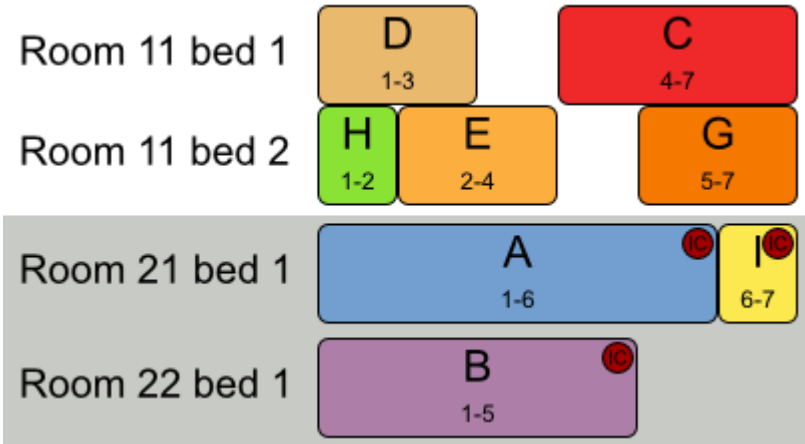 Room 11 bed 1
D
1-3
C
4-7
Room 11 bed 2
H
1-2
E
2-4
G
5-7
Room 21 bed 1
A
1-6
IC
I
6-7
IC
Room 22 bed 1
B
1-5
IC